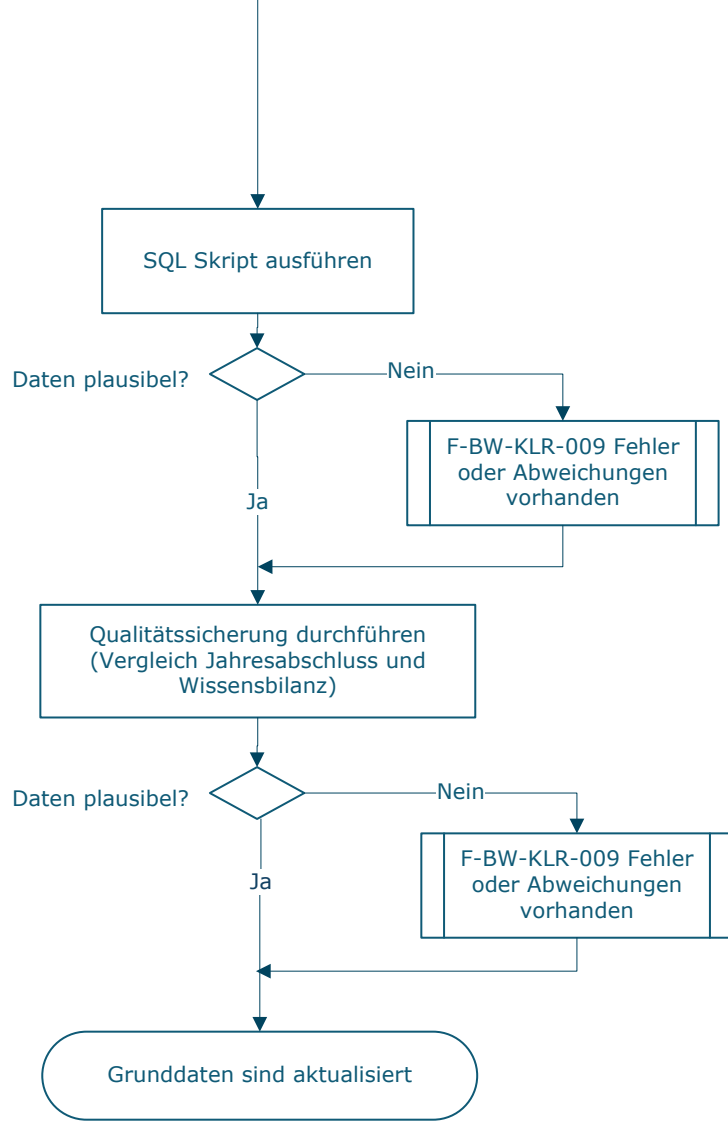 SQL Skript ausführen
Daten plausibel?
Nein
F-BW-KLR-009 Fehler
oder Abweichungen
vorhanden
Ja
Qualitätssicherung durchführen
(Vergleich Jahresabschluss und
Wissensbilanz)
Daten plausibel?
Nein
F-BW-KLR-009 Fehler
oder Abweichungen
vorhanden
Ja
Grunddaten sind aktualisiert